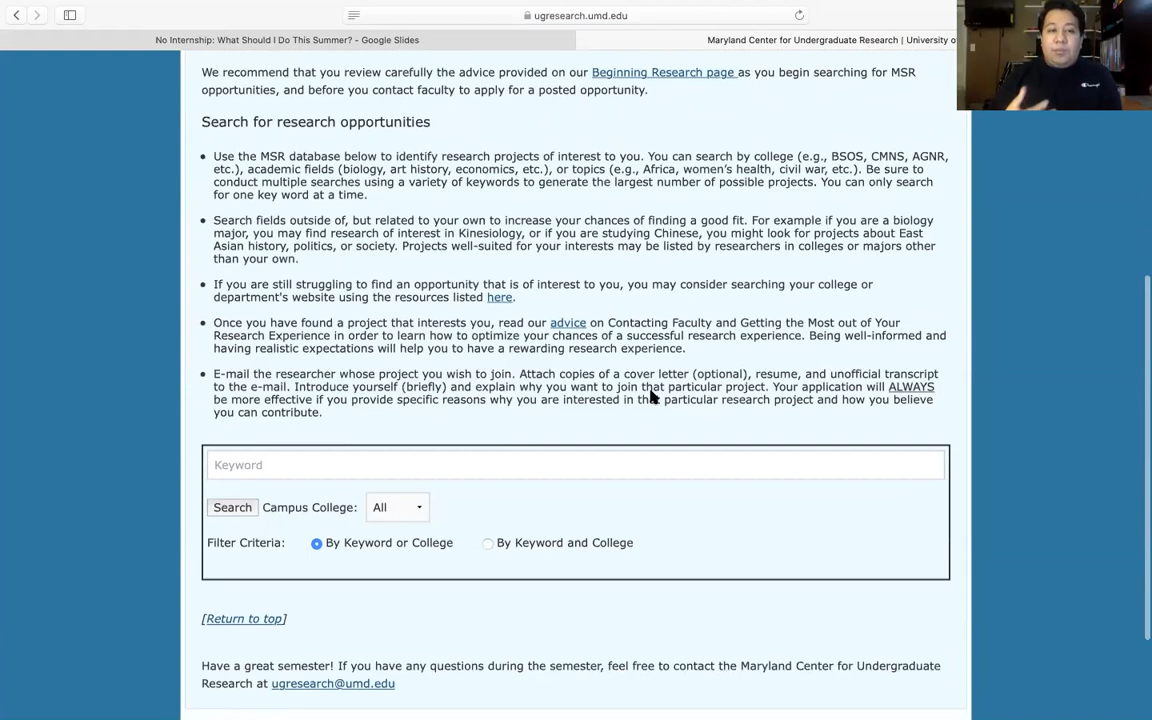 ugresearch.umd.edu
No Internship: What Should I Do This Summer? - Google Slides
Maryland Center for Undergraduate Research | University of
We recommend that you review carefully the advice provided on our Beginning Research page as you begin searching for MSR
opportunities, and before you contact faculty to apply for a posted opportunity.
Search for research opportunities
• Use the MSR database below to identify research projects of interest to you. You can search by college (e.g., BSOS, CMNS, AGNR,
etc.), academic fields (biology, art history, economics, etc.), or topics (e.g., Africa, women's health, civil war, etc.). Be sure to
conduct multiple searches using a variety of keywords to generate the largest number of possible projects. You can only search
for one key word at a time.
• Search fields outside of, but related to your own to increase your chances of finding a good fit. For example if you are a biology
major, you may find research of interest in Kinesiology, or if you are studying Chinese, you might look for projects about East
Asian history, politics, or society. Projects well-suited for your interests may be listed by researchers in colleges or majors other
than your own.
• If you are still struggling to find an opportunity that is of interest to you, you may consider searching your college or
department's website using the resources listed here.
• Once you have found a project that interests you, read our advice on Contacting Faculty and Getting the Most out of Your
Research Experience in order to learn how to optimize your chances of a successful research experience. Being well-informed and
having realistic expectations will help you to have a rewarding research experience.
• E-mail the researcher whose project you wish to join. Attach copies of a cover letter (optional), resume, and unofficial transcript
to the e-mail. Introduce yourself (briefly) and explain why you want to join that particular project. Your application will ALWAYS
be more effective if you provide specific reasons why you are interested in that particular research project and how you believe
you can contribute.
Keyword
Search Campus College: All
Filter Criteria: By Keyword or College By Keyword and College
[Return to top]
Have a great semester! If you have any questions during the semester, feel free to contact the Maryland Center for Undergraduate
Research at ugresearch@umd.edu
Champion